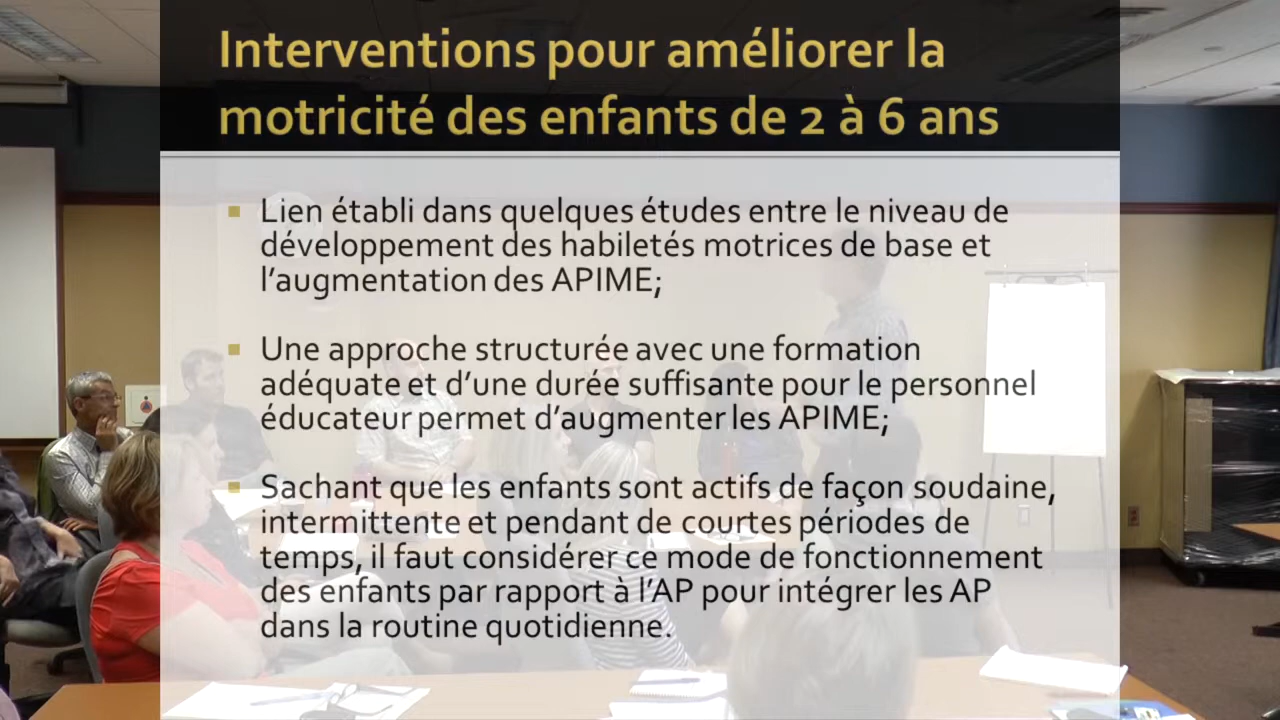 Interventions pour améliorer la
motricité des enfants de 2 à 6 ans
Lien établi dans quelques études entre le niveau de
développement des habiletés motrices de base et
l'augmentation des APIME;
Une approche structurée avec une formation
adéquate et d'une durée suffisante pour le personnel
éducateur permet d'augmenter les APIME;
Sachant que les enfants sont actifs de façon soudaine,
intermittente et pendant de courtes périodes de
temps, il faut considérer ce mode de fonctionnement
des enfants par rapport à l'AP pour intégrer les AP
dans la routine quotidienne.